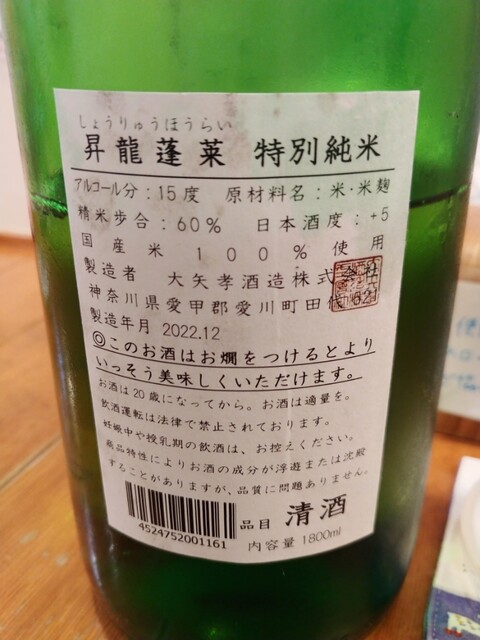 しょうりゅうほうらい
昇龍蓬莱 特別純米
アルコール分：15度 原材料名：米・米麹
精米歩合：60% 日本酒度：+5
国産米100%使用
製造者 大矢孝酒造株式会社
神奈川県愛甲郡愛川町田代521
製造年月 2022.12
◎このお酒はお燗をつけるとより
いっそう美味しくいただけます。
お酒は20歳になってから。お酒は適量を。
飲酒運転は法律で禁止されております。
妊娠中や授乳期の飲酒は、お控えください。
商品特性によりお酒の成分が浮遊または沈殿
することがありますが、品質に問題ありません。
4524752001161
品目 清酒
内容量 1800ml